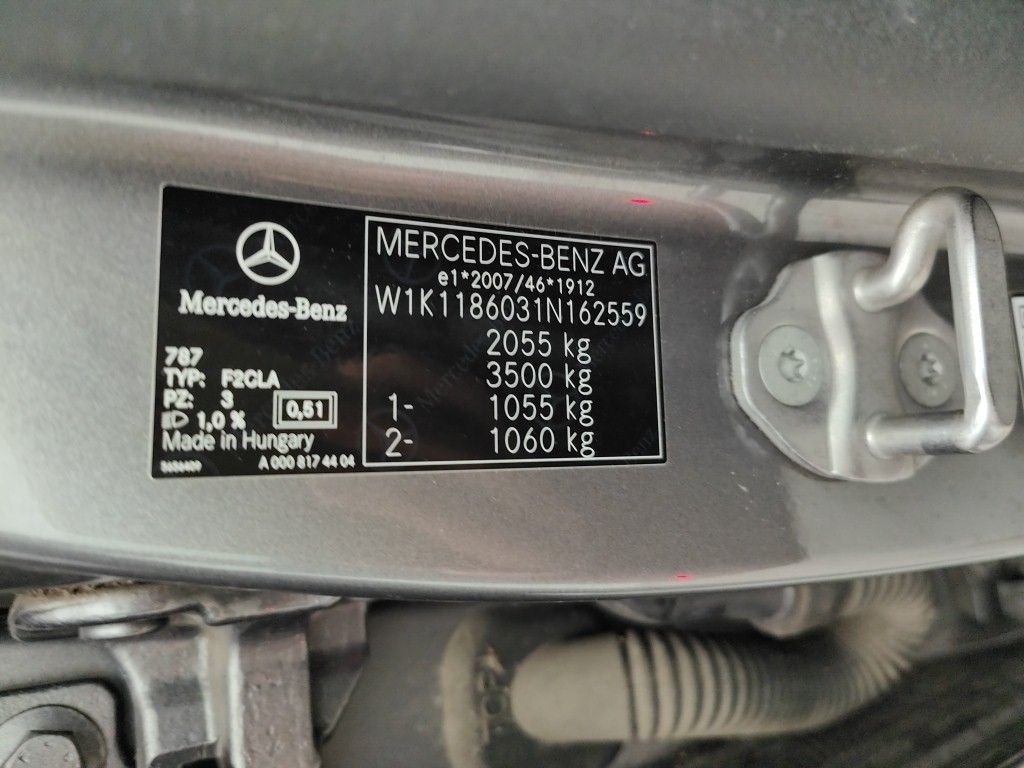 Mercedes-Benz
787
TYP: F2CLA
PZ: 3
1,0 %
0,51
Made in Hungary
A 000 817 44 04
MERCEDES-BENZ AG
e1*2007/46*1912
W1K1186031N162559
2055 kg
3500 kg
1- 1055 kg
2- 1060 kg